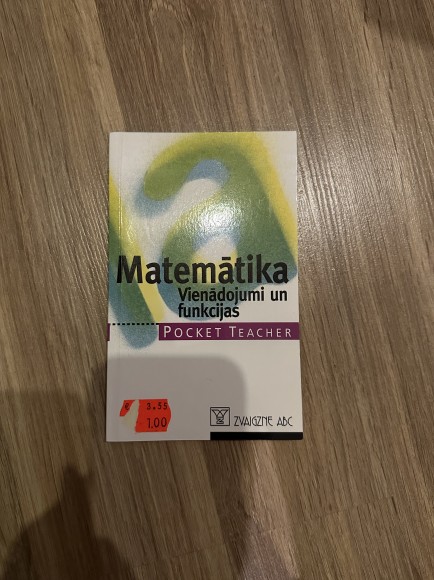 Matemātika
Vienādojumi un
funkcijas
POCKET TEACHER
€ 3.55
1.00
ZVAIGZNE ABC